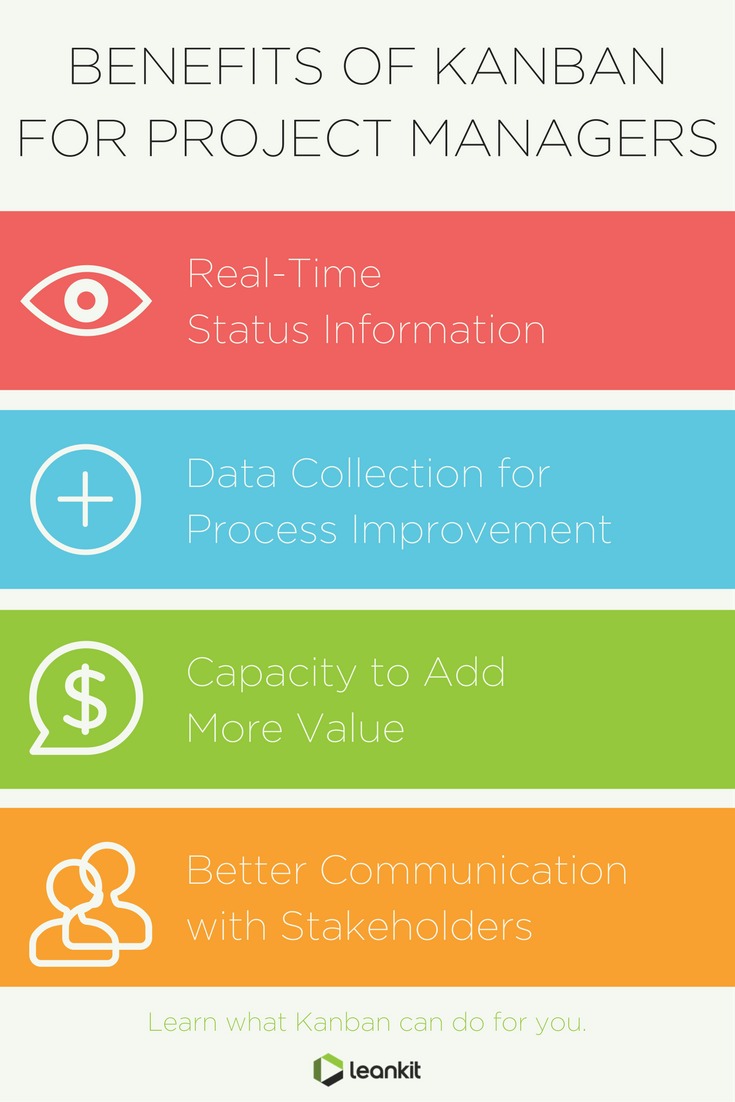 BENEFITS OF KANBAN
FOR PROJECT MANAGERS
Real-Time
Status Information
Data Collection for
Process Improvement
$
Capacity to Add
More Value
Better Communication
with Stakeholders
Learn what Kanban can do for you.
leankit